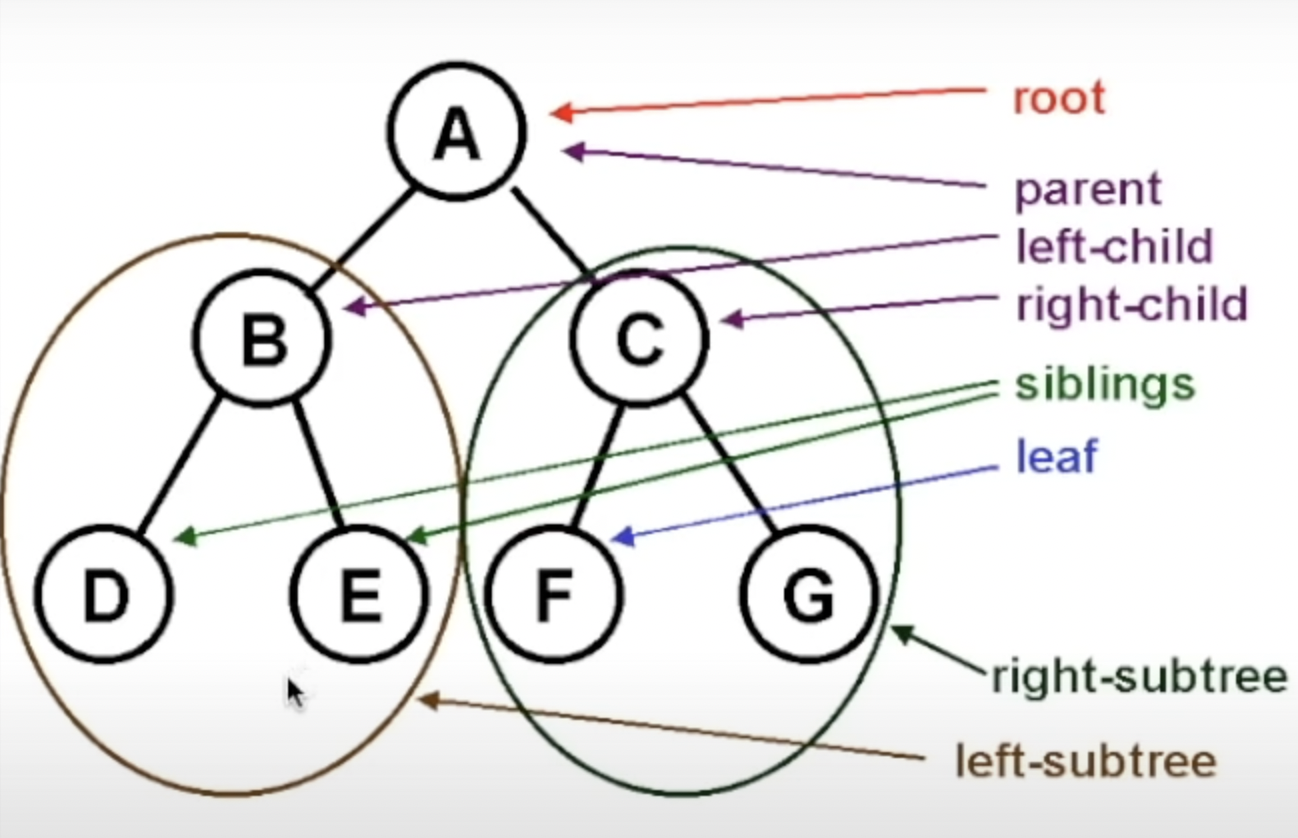 A
root
parent
left-child
B
C
right-child
siblings
leaf
D
E
F
G
right-subtree
left-subtree